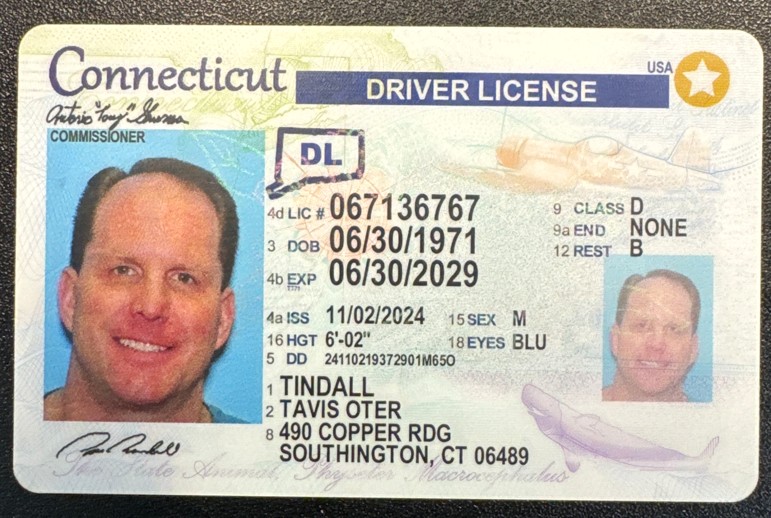 Connecticut
USA
DRIVER LICENSE
COMMISSIONER
DL
4d LIC # 067136767
9 CLASS D
3 DOB 06/30/1971
9a END NONE
12 REST B
4b EXP 06/30/2029
4a ISS 11/02/2024 15 SEX M
16 HGT 6'-02" 18 EYES BLU
5 DD 24110219372901M65O
1 TINDALL
2 TAVIS OTER
8 490 COPPER RDG
SOUTHINGTON, CT 06489
The State Animal, Physeter Macrocephalus